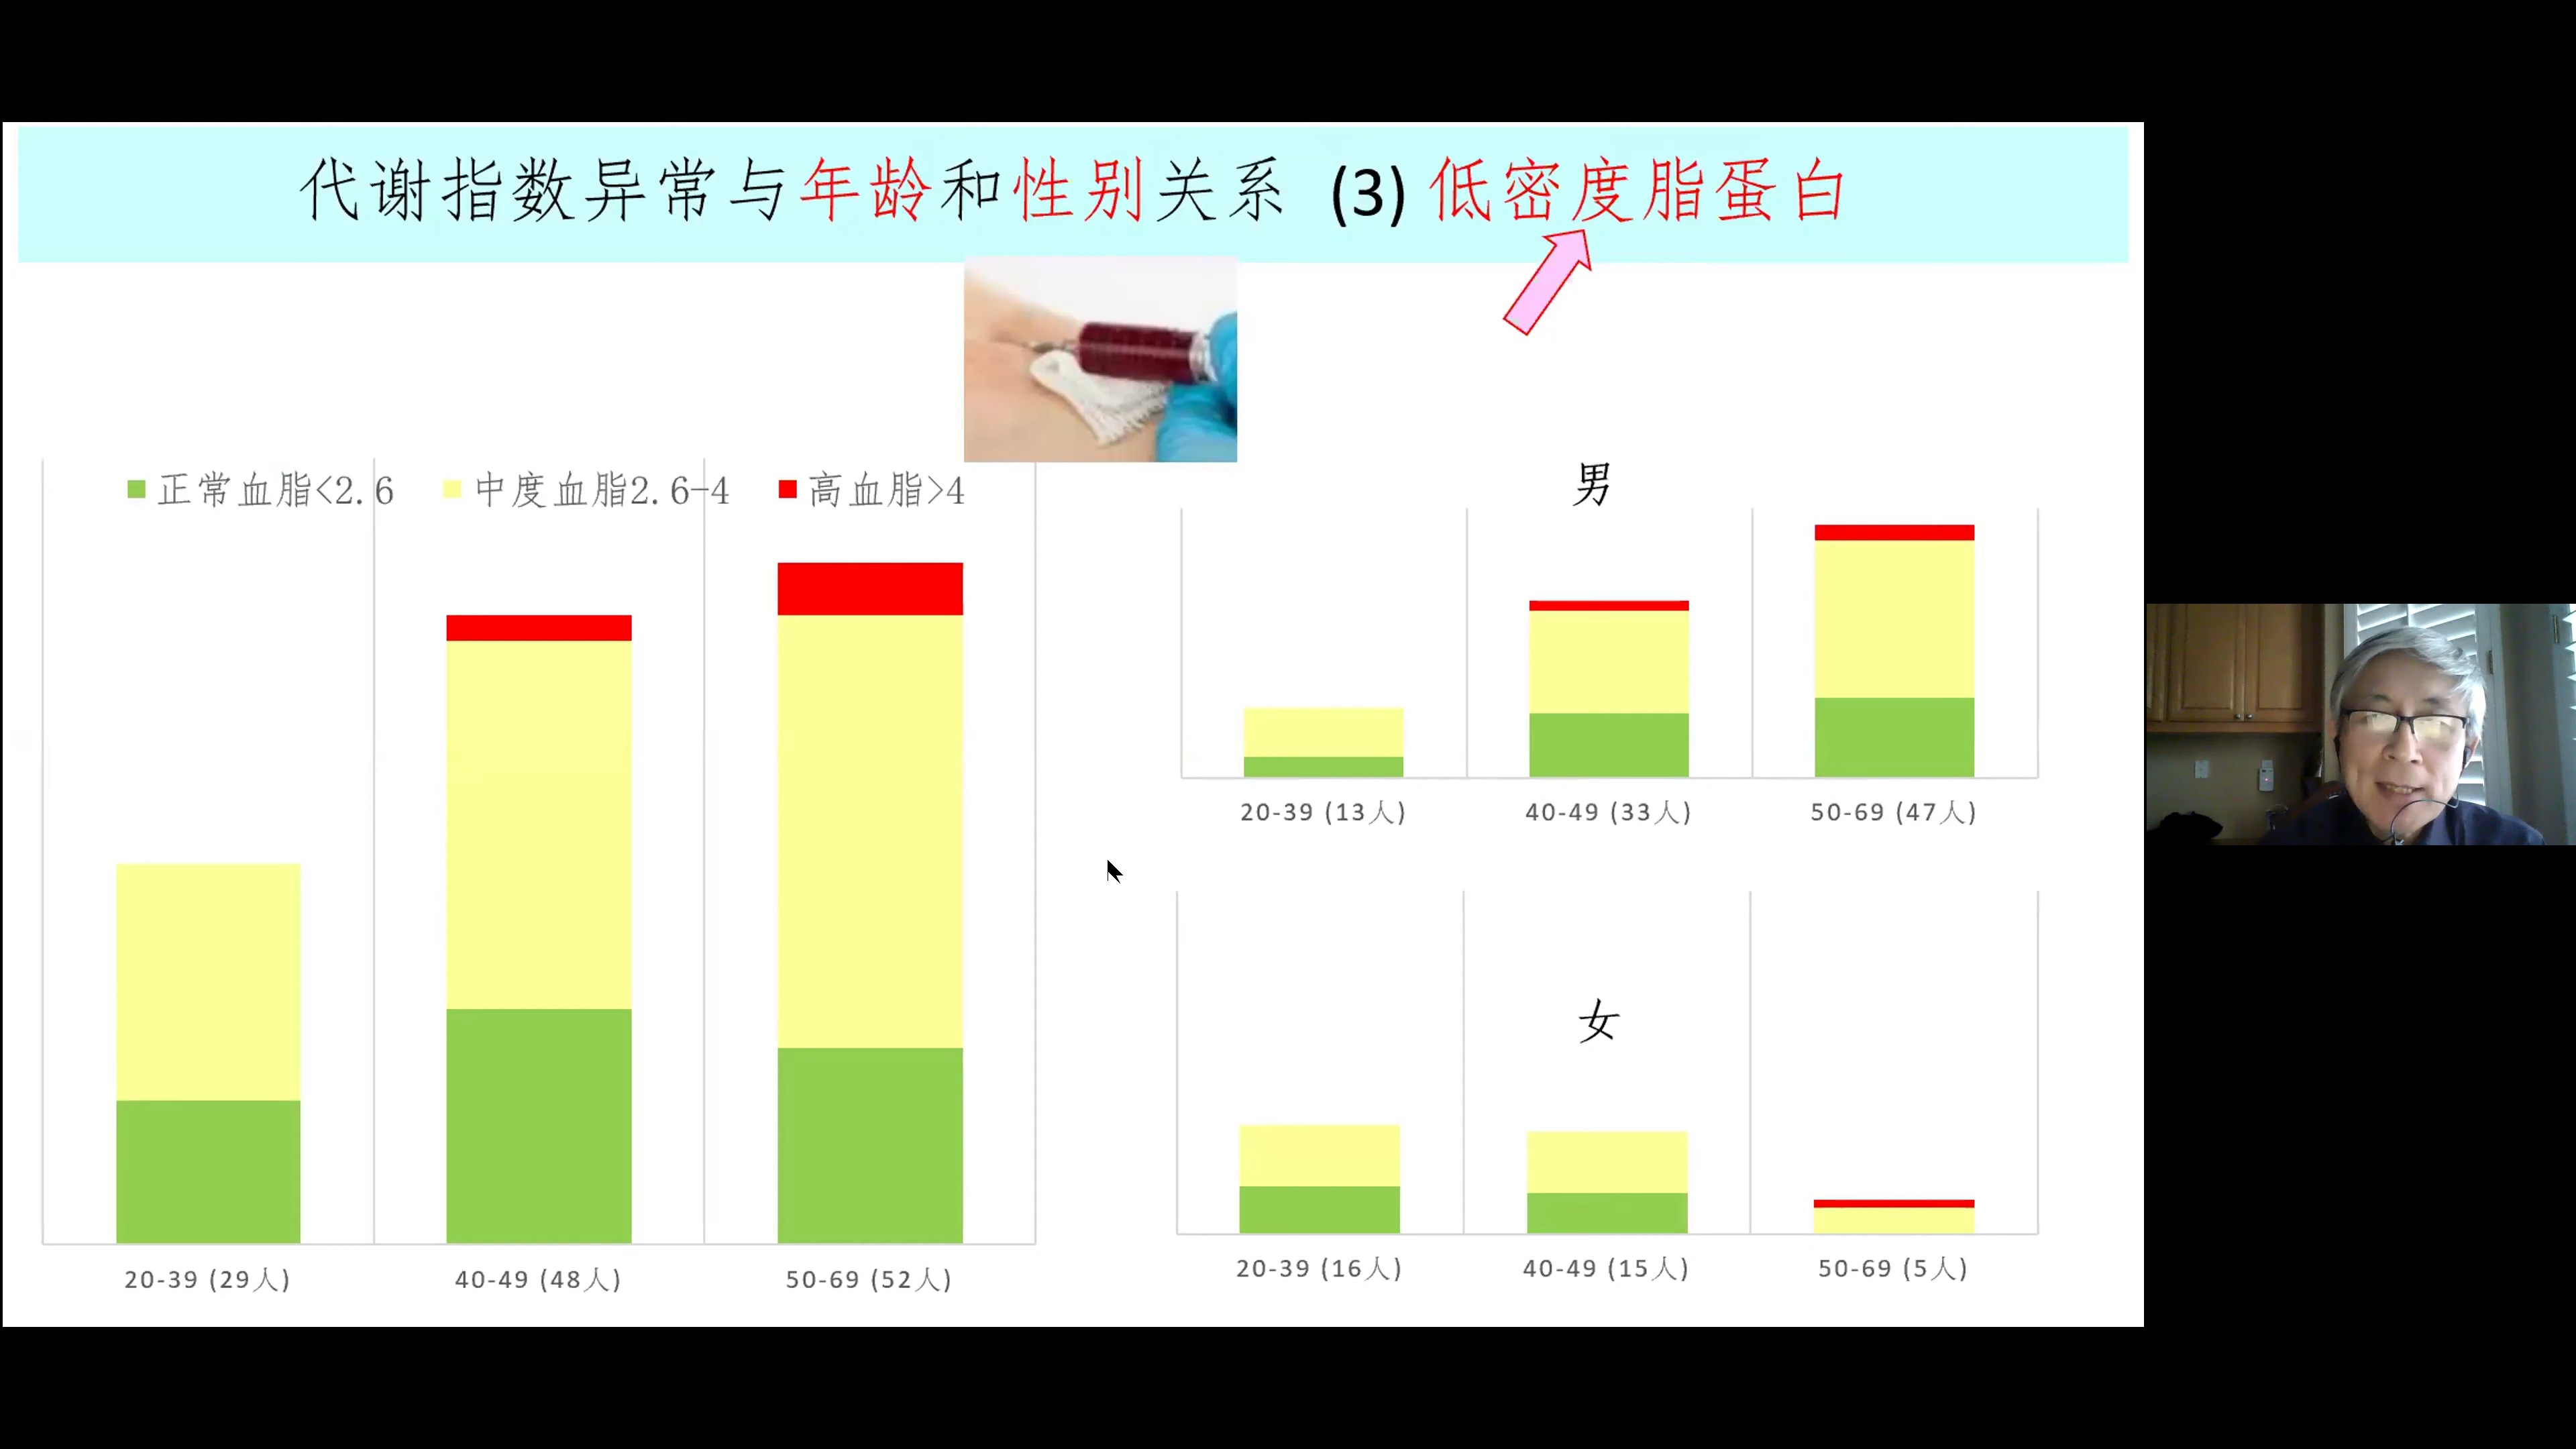 代谢指数异常与年龄和性别关系 (3) 低密度脂蛋白
正常血脂<2.6 中度血脂2.6-4 高血脂>4
20-39 (29人) 40-49 (48人) 50-69 (52人)
男
20-39 (13人) 40-49 (33人) 50-69 (47人)
女
20-39 (16人) 40-49 (15人) 50-69 (5人)